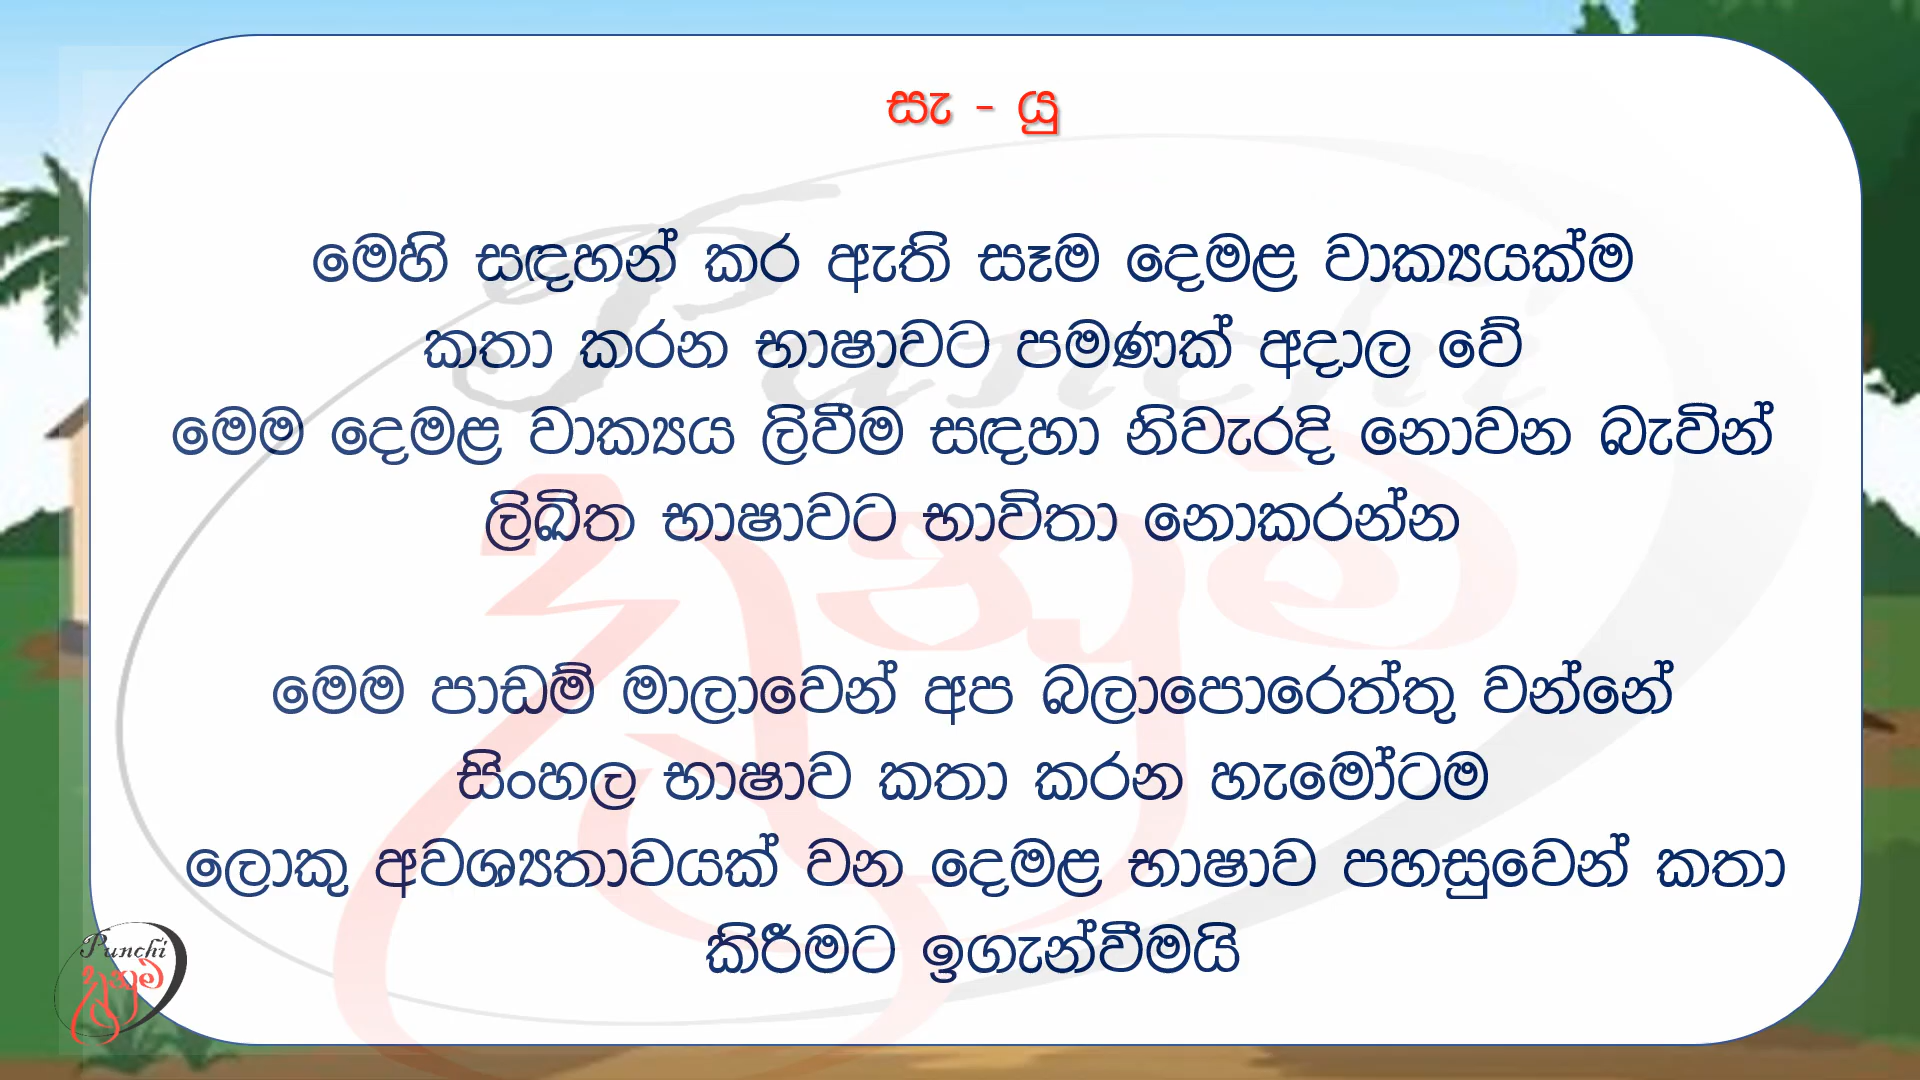 සැ - යු
මෙහි සඳහන් කර ඇති සෑම දෙමළ වාක්‍යයක්ම
කතා කරන භාෂාවට පමණක් අදාල වේ
මෙම දෙමළ වාක්‍යය ලිවීම සඳහා නිවැරදි නොවන බැවින්
ලිඛිත භාෂාවට භාවිතා නොකරන්න
මෙම පාඩම් මාලාවෙන් අප බලාපොරෙත්තු වන්නේ
සිංහල භාෂාව කතා කරන හැමෝටම
ලොකු අවශ්‍යතාවයක් වන දෙමළ භාෂාව පහසුවෙන් කතා
කිරීමට ඉගැන්වීමයි
Punchi
දැනුම